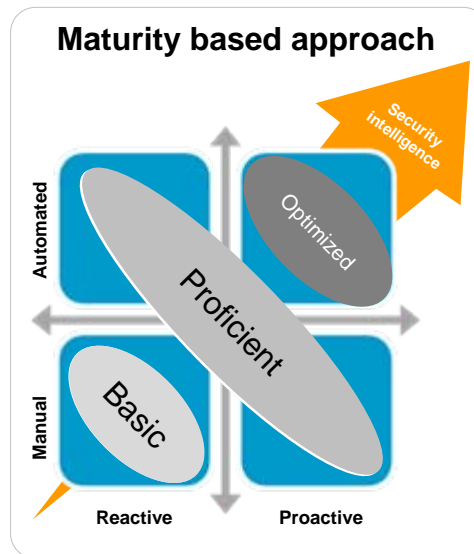 Maturity based approach
Security
intelligence
Automated
Optimized
Proficient
Manual
Basic
Reactive
Proactive